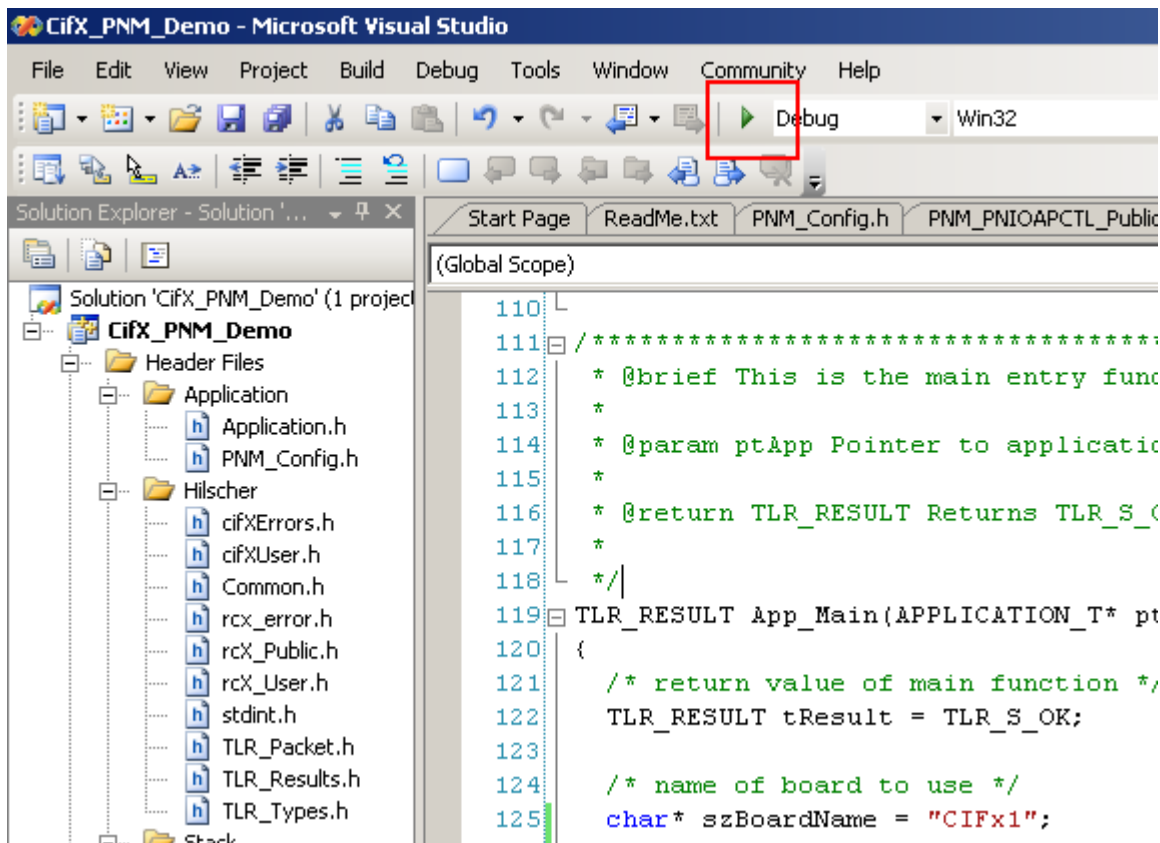 CifX_PNM_Demo - Microsoft Visual Studio
File Edit View Project Build Debug Tools Window Community Help
Debug Win32
Solution Explorer - Solution '...
Start Page ReadMe.txt PNM_Config.h PNM_PNIOAPCTL_Public
(Global Scope)
Solution 'CifX_PNM_Demo' (1 project
CifX_PNM_Demo
Header Files
Application
Application.h
PNM_Config.h
Hilscher
cifXErrors.h
cifXUser.h
Common.h
rcx_error.h
rcX_Public.h
rcX_User.h
stdint.h
TLR_Packet.h
TLR_Results.h
TLR_Types.h
Stack
110
111 /************************************
112 * @brief This is the main entry func
113 *
114 * @param ptApp Pointer to applicatio
115 *
116 * @return TLR_RESULT Returns TLR_S_O
117 *
118 */
119 TLR_RESULT App_Main(APPLICATION_T* pt
120 {
121 /* return value of main function */
122 TLR_RESULT tResult = TLR_S_OK;
123
124 /* name of board to use */
125 char* szBoardName = "CIFx1";